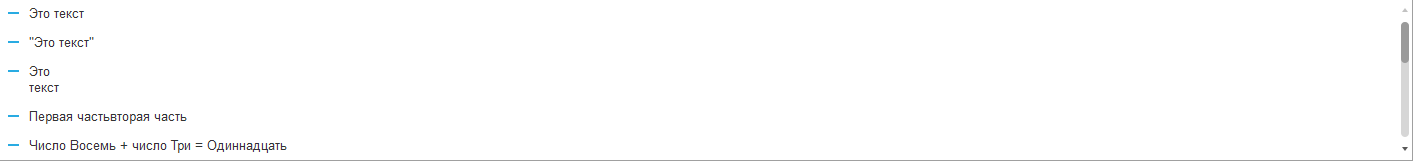 Это текст
"Это текст"
Это
текст
Первая частьвторая часть
Число Восемь + число Три = Одиннадцать